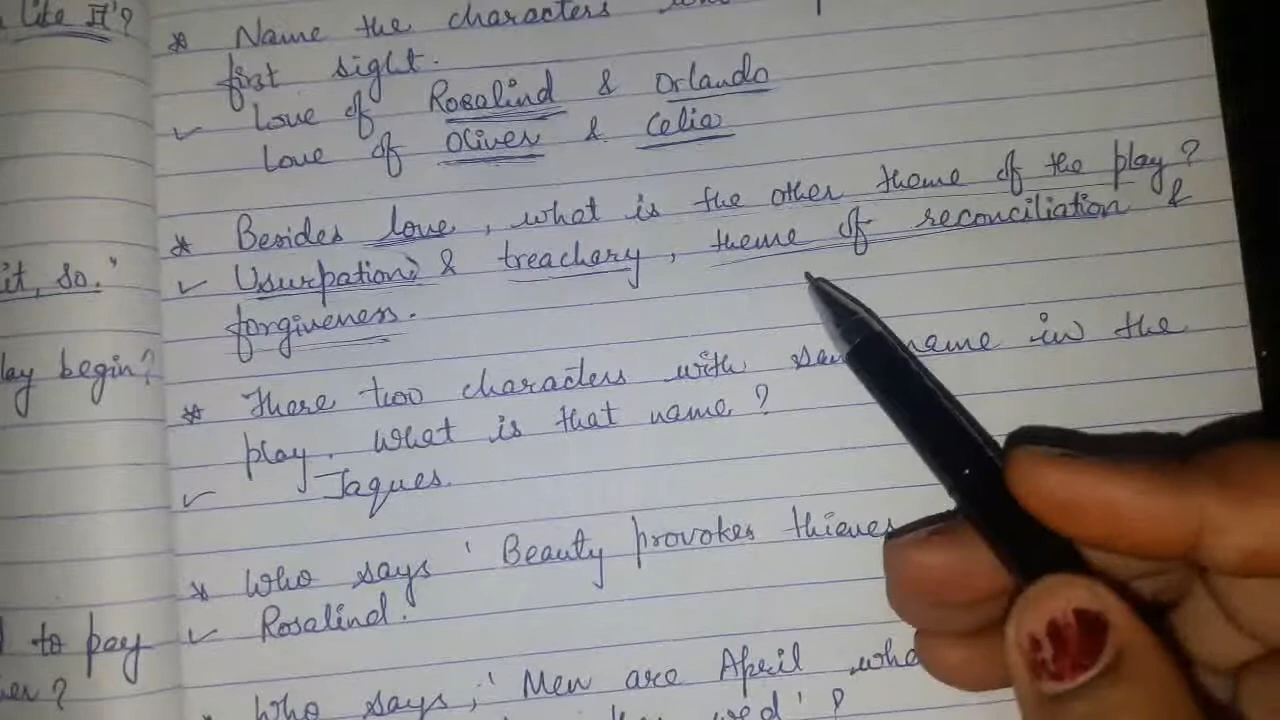 Like It'?
it, so."
lay begin?
to pay
* Name the characters
first sight.
✓ Love of Rosalind & Orlando
Love of Oliver & Celia
* Besides love, what is the other theme of the play?
✓ Usurpation & treachery, theme of reconciliation &
forgiveness.
* There two characters with name in the
play. What is that name?
✓ Jaques.
* Who says 'Beauty provokes thieves
✓ Rosalind.
* Who says, 'Men are April
wed'?